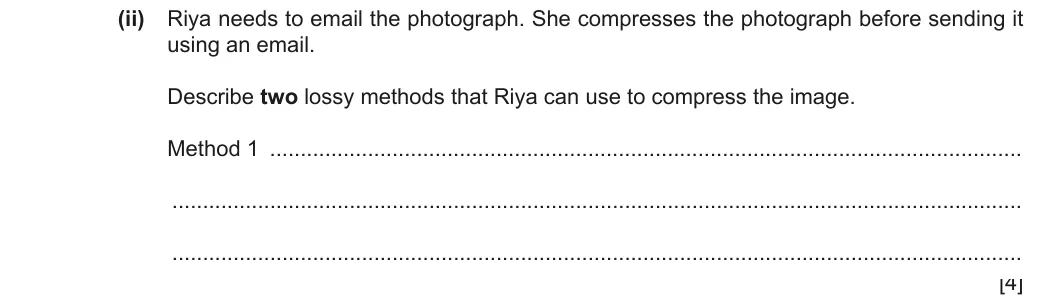 (ii) Riya needs to email the photograph. She compresses the photograph before sending it
using an email.
Describe two lossy methods that Riya can use to compress the image.
Method 1 ..............................................................................................................................
..............................................................................................................................................
..............................................................................................................................................
[4]